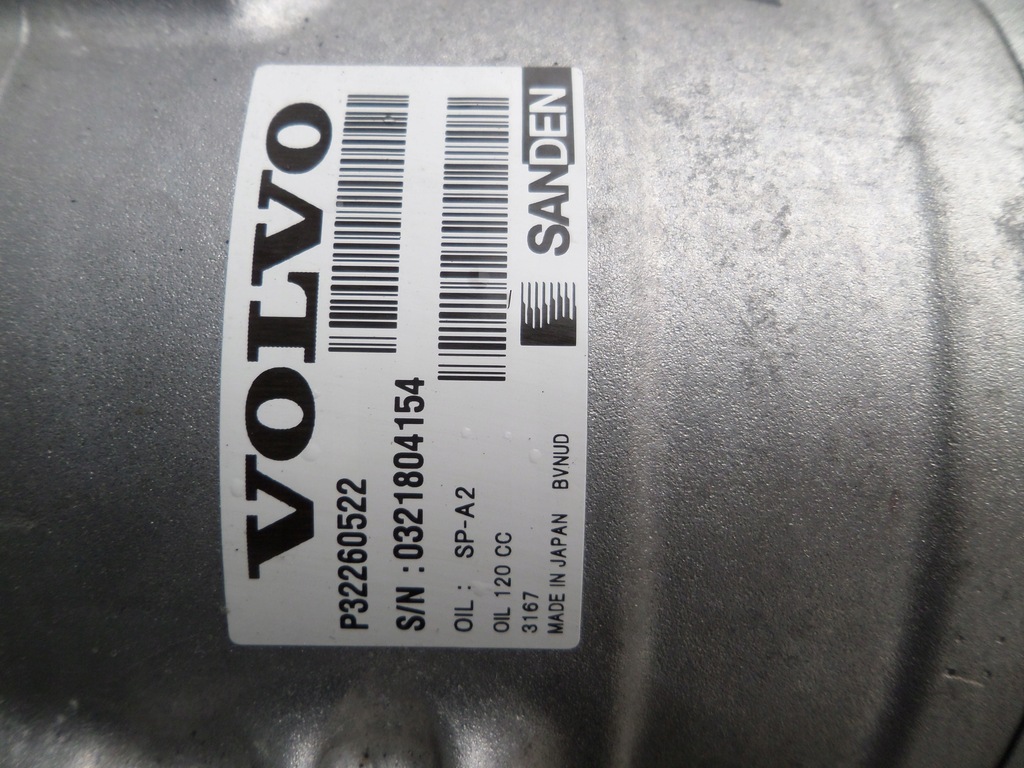 VOLVO
P32260522
S/N : 0321804154
OIL : SP-A2
OIL 120 CC
3167
MADE IN JAPAN BVNUD
SANDEN